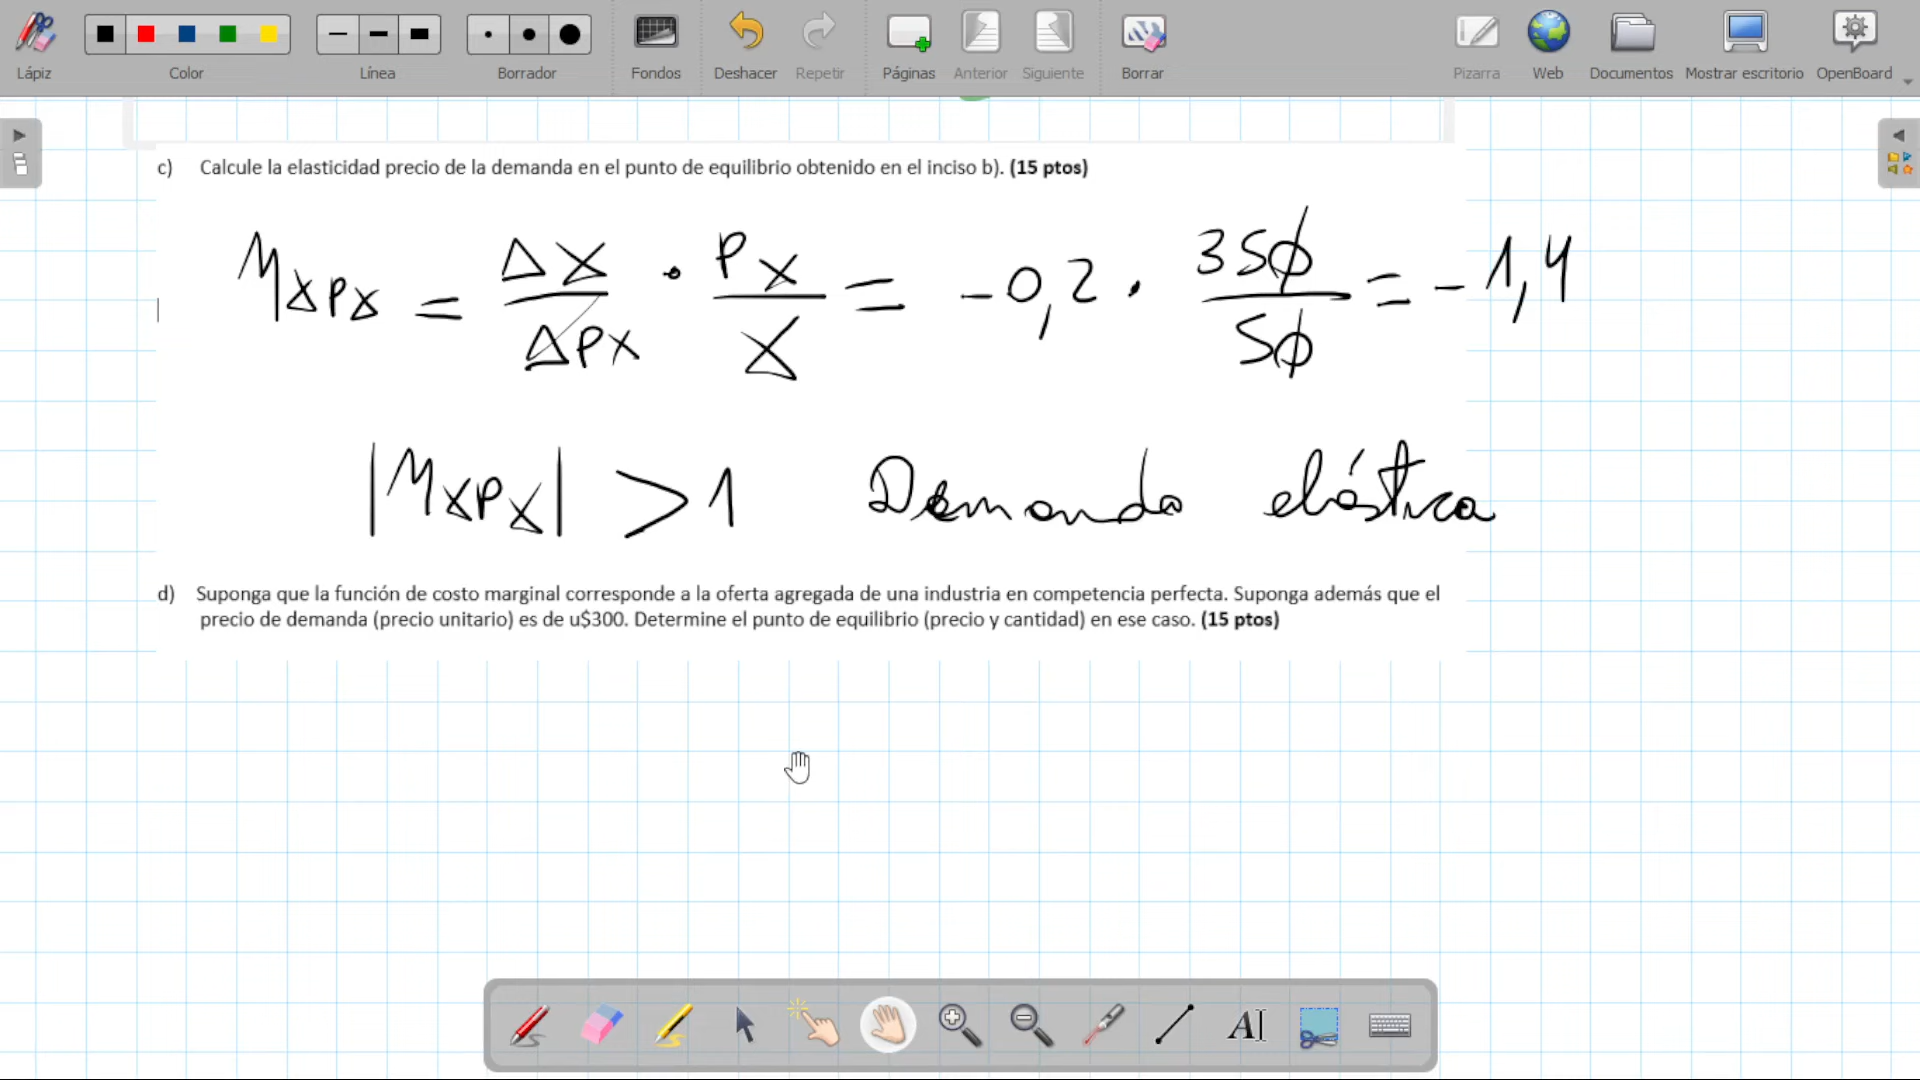 Lápiz
Color
Línea
Borrador
Fondos
Deshacer
Repetir
Páginas
Anterior
Siguiente
Borrar
Pizarra
Web
Documentos
Mostrar escritorio
OpenBoard
c) Calcule la elasticidad precio de la demanda en el punto de equilibrio obtenido en el inciso b). (15 ptos)
ηxpx = Δx/Δpx · px/x = -0,2 · 350/50 = -1,4
|ηxpx| > 1 Demanda elástica
d) Suponga que la función de costo marginal corresponde a la oferta agregada de una industria en competencia perfecta. Suponga además que el
precio de demanda (precio unitario) es de u$300. Determine el punto de equilibrio (precio y cantidad) en ese caso. (15 ptos)
AI